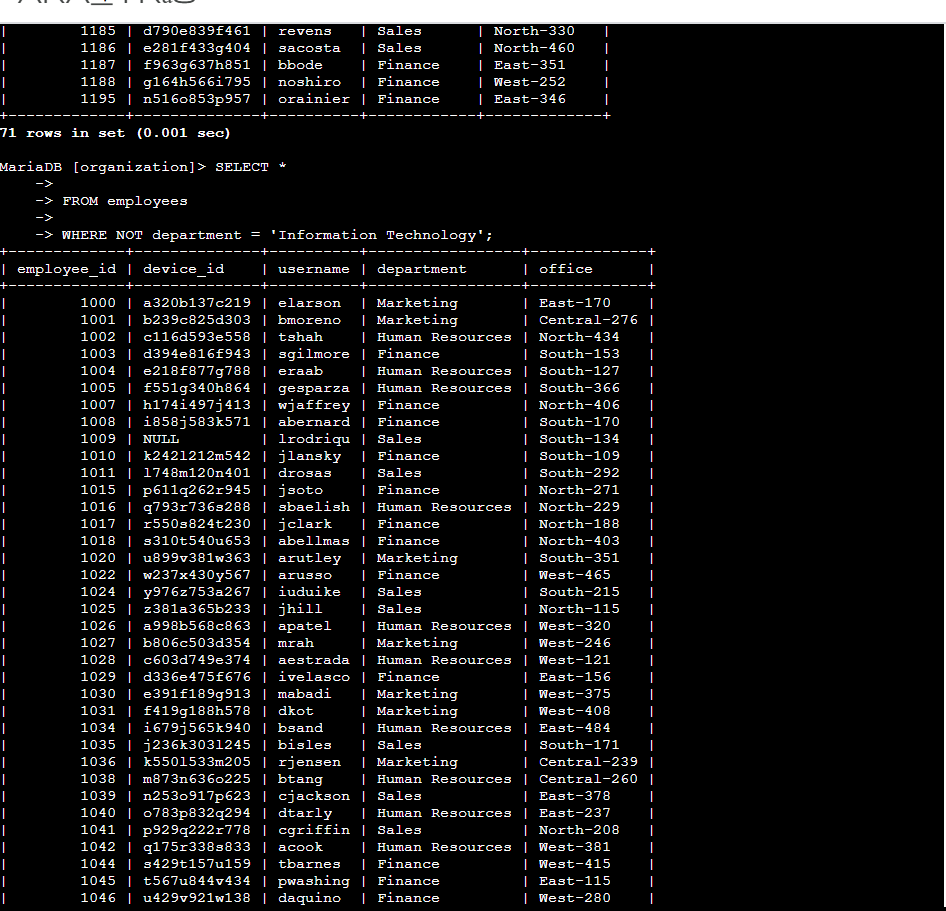 | 1185 | d790e839f461 | revens | Sales | North-330 |
| 1186 | e281f433g404 | sacosta | Sales | North-460 |
| 1187 | f963g637h851 | bbode | Finance | East-351 |
| 1188 | g164h566i795 | noshiro | Finance | West-252 |
| 1195 | n516o853p957 | orainier | Finance | East-346 |
+-------------+--------------+----------+------------+-------------+
71 rows in set (0.001 sec)
MariaDB [organization]> SELECT *
->
-> FROM employees
->
-> WHERE NOT department = 'Information Technology';
+-------------+--------------+----------+-----------------+-------------+
| employee_id | device_id | username | department | office |
+-------------+--------------+----------+-----------------+-------------+
| 1000 | a320b137c219 | elarson | Marketing | East-170 |
| 1001 | b239c825d303 | bmoreno | Marketing | Central-276 |
| 1002 | c116d593e558 | tshah | Human Resources | North-434 |
| 1003 | d394e816f943 | sgilmore | Finance | South-153 |
| 1004 | e218f877g788 | eraab | Human Resources | South-127 |
| 1005 | f551g340h864 | gesparza | Human Resources | South-366 |
| 1007 | h174i497j413 | wjaffrey | Finance | North-406 |
| 1008 | i858j583k571 | abernard | Finance | South-170 |
| 1009 | NULL | lrodriqu | Sales | South-134 |
| 1010 | k242l212m542 | jlansky | Finance | South-109 |
| 1011 | l748m120n401 | drosas | Sales | South-292 |
| 1015 | p611q262r945 | jsoto | Finance | North-271 |
| 1016 | q793r736s288 | sbaelish | Human Resources | North-229 |
| 1017 | r550s824t230 | jclark | Finance | North-188 |
| 1018 | s310t540u653 | abellmas | Finance | North-403 |
| 1020 | u899v381w363 | arutley | Marketing | South-351 |
| 1022 | w237x430y567 | arusso | Finance | West-465 |
| 1024 | y976z753a267 | iuduike | Sales | South-215 |
| 1025 | z381a365b233 | jhill | Sales | North-115 |
| 1026 | a998b568c863 | apatel | Human Resources | West-320 |
| 1027 | b806c503d354 | mrah | Marketing | West-246 |
| 1028 | c603d749e374 | aestrada | Human Resources | West-121 |
| 1029 | d336e475f676 | ivelasco | Finance | East-156 |
| 1030 | e391f189g913 | mabadi | Marketing | West-375 |
| 1031 | f419g188h578 | dkot | Marketing | West-408 |
| 1034 | i679j565k940 | bsand | Human Resources | East-484 |
| 1035 | j236k303l245 | bisles | Sales | South-171 |
| 1036 | k550l533m205 | rjensen | Marketing | Central-239 |
| 1038 | m873n636o225 | btang | Human Resources | Central-260 |
| 1039 | n253o917p623 | cjackson | Sales | East-378 |
| 1040 | o783p832q294 | dtarly | Human Resources | East-237 |
| 1041 | p929q222r778 | cgriffin | Sales | North-208 |
| 1042 | q175r338s833 | acook | Human Resources | West-381 |
| 1044 | s429t157u159 | tbarnes | Finance | West-415 |
| 1045 | t567u844v434 | pwashing | Finance | East-115 |
| 1046 | u429v921w138 | daquino | Finance | West-280 |